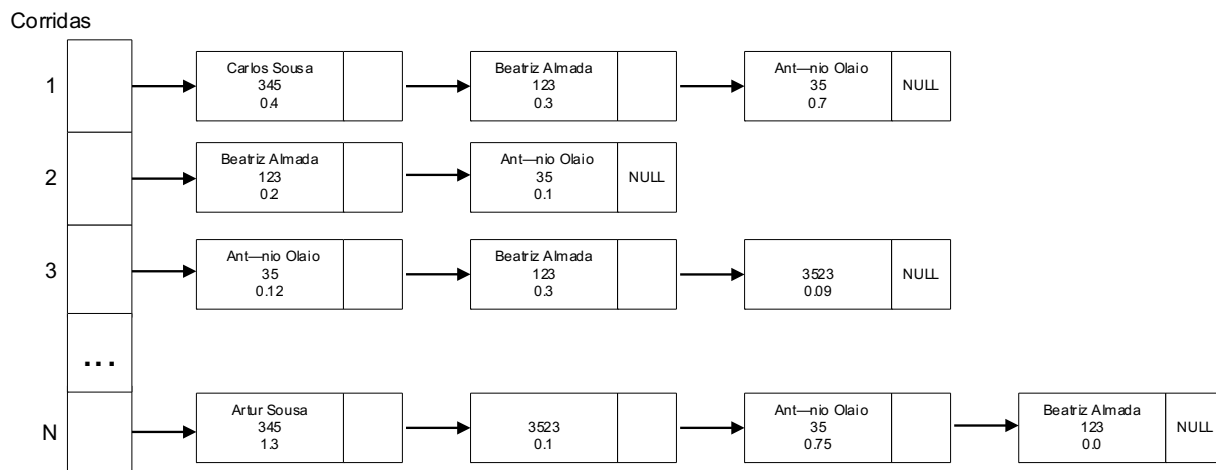 Corridas
1
Carlos Sousa
345
0.4
Beatriz Almada
123
0.3
Ant—nio Olaio
35
0.7
NULL
2
Beatriz Almada
123
0.2
Ant—nio Olaio
35
0.1
NULL
3
Ant—nio Olaio
35
0.12
Beatriz Almada
123
0.3
3523
0.09
NULL
...
N
Artur Sousa
345
1.3
3523
0.1
Ant—nio Olaio
35
0.75
Beatriz Almada
123
0.0
NULL